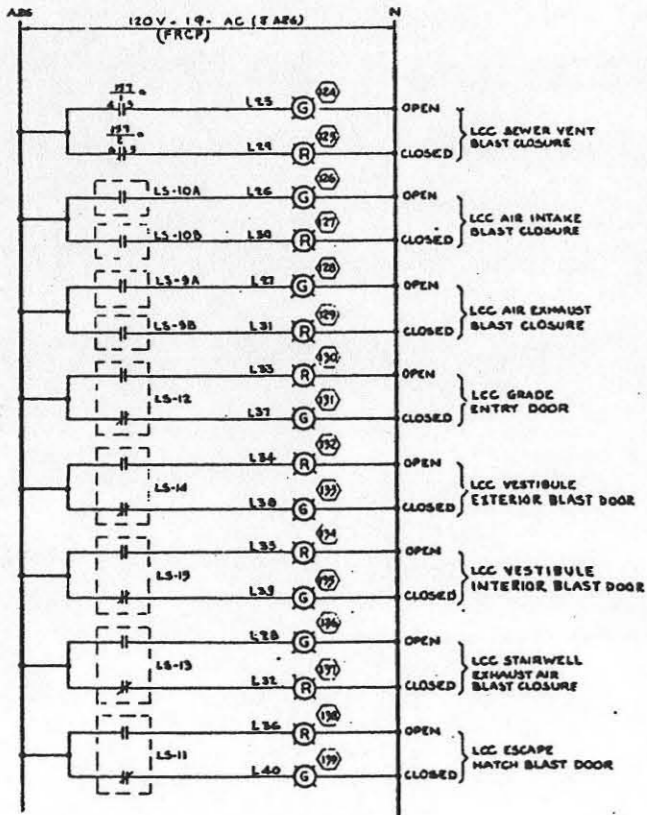 A26 N
120V - 1Φ - AC (8A26)
(FRCP)
L25 G 124 OPEN
L29 R 125 CLOSED
LCC SEWER VENT
BLAST CLOSURE
LS-10A L26 G 126 OPEN
LS-10B L30 R 127 CLOSED
LCC AIR INTAKE
BLAST CLOSURE
LS-9A L27 G 128 OPEN
LS-9B L31 R 129 CLOSED
LCC AIR EXHAUST
BLAST CLOSURE
L33 R 130 OPEN
LS-12
L37 G 131 CLOSED
LCC GRADE
ENTRY DOOR
L34 R 132 OPEN
LS-14
L38 G 133 CLOSED
LCC VESTIBULE
EXTERIOR BLAST DOOR
L35 R 134 OPEN
LS-15
L39 G 135 CLOSED
LCC VESTIBULE
INTERIOR BLAST DOOR
L28 G 136 OPEN
LS-13
L32 R 137 CLOSED
LCC STAIRWELL
EXHAUST AIR
BLAST CLOSURE
L36 R 138 OPEN
LS-11
L40 G 139 CLOSED
LCC ESCAPE
HATCH BLAST DOOR